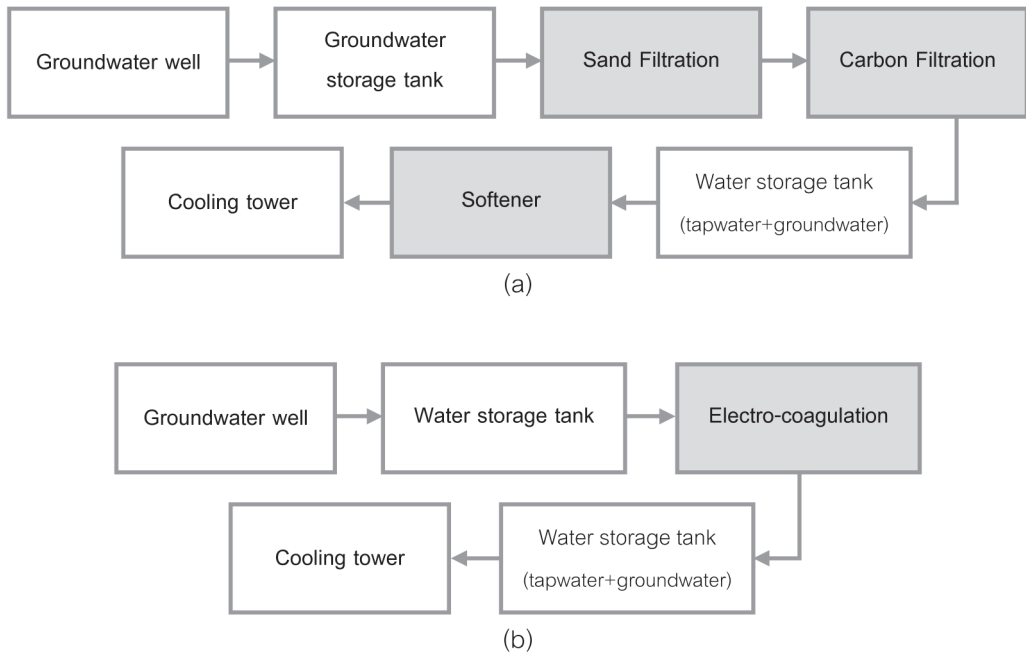 Groundwater well
Groundwater
storage tank
Sand Filtration
Carbon Filtration
Cooling tower
Softener
Water storage tank
(tapwater+groundwater)
(a)
Groundwater well
Water storage tank
Electro-coagulation
Cooling tower
Water storage tank
(tapwater+groundwater)
(b)